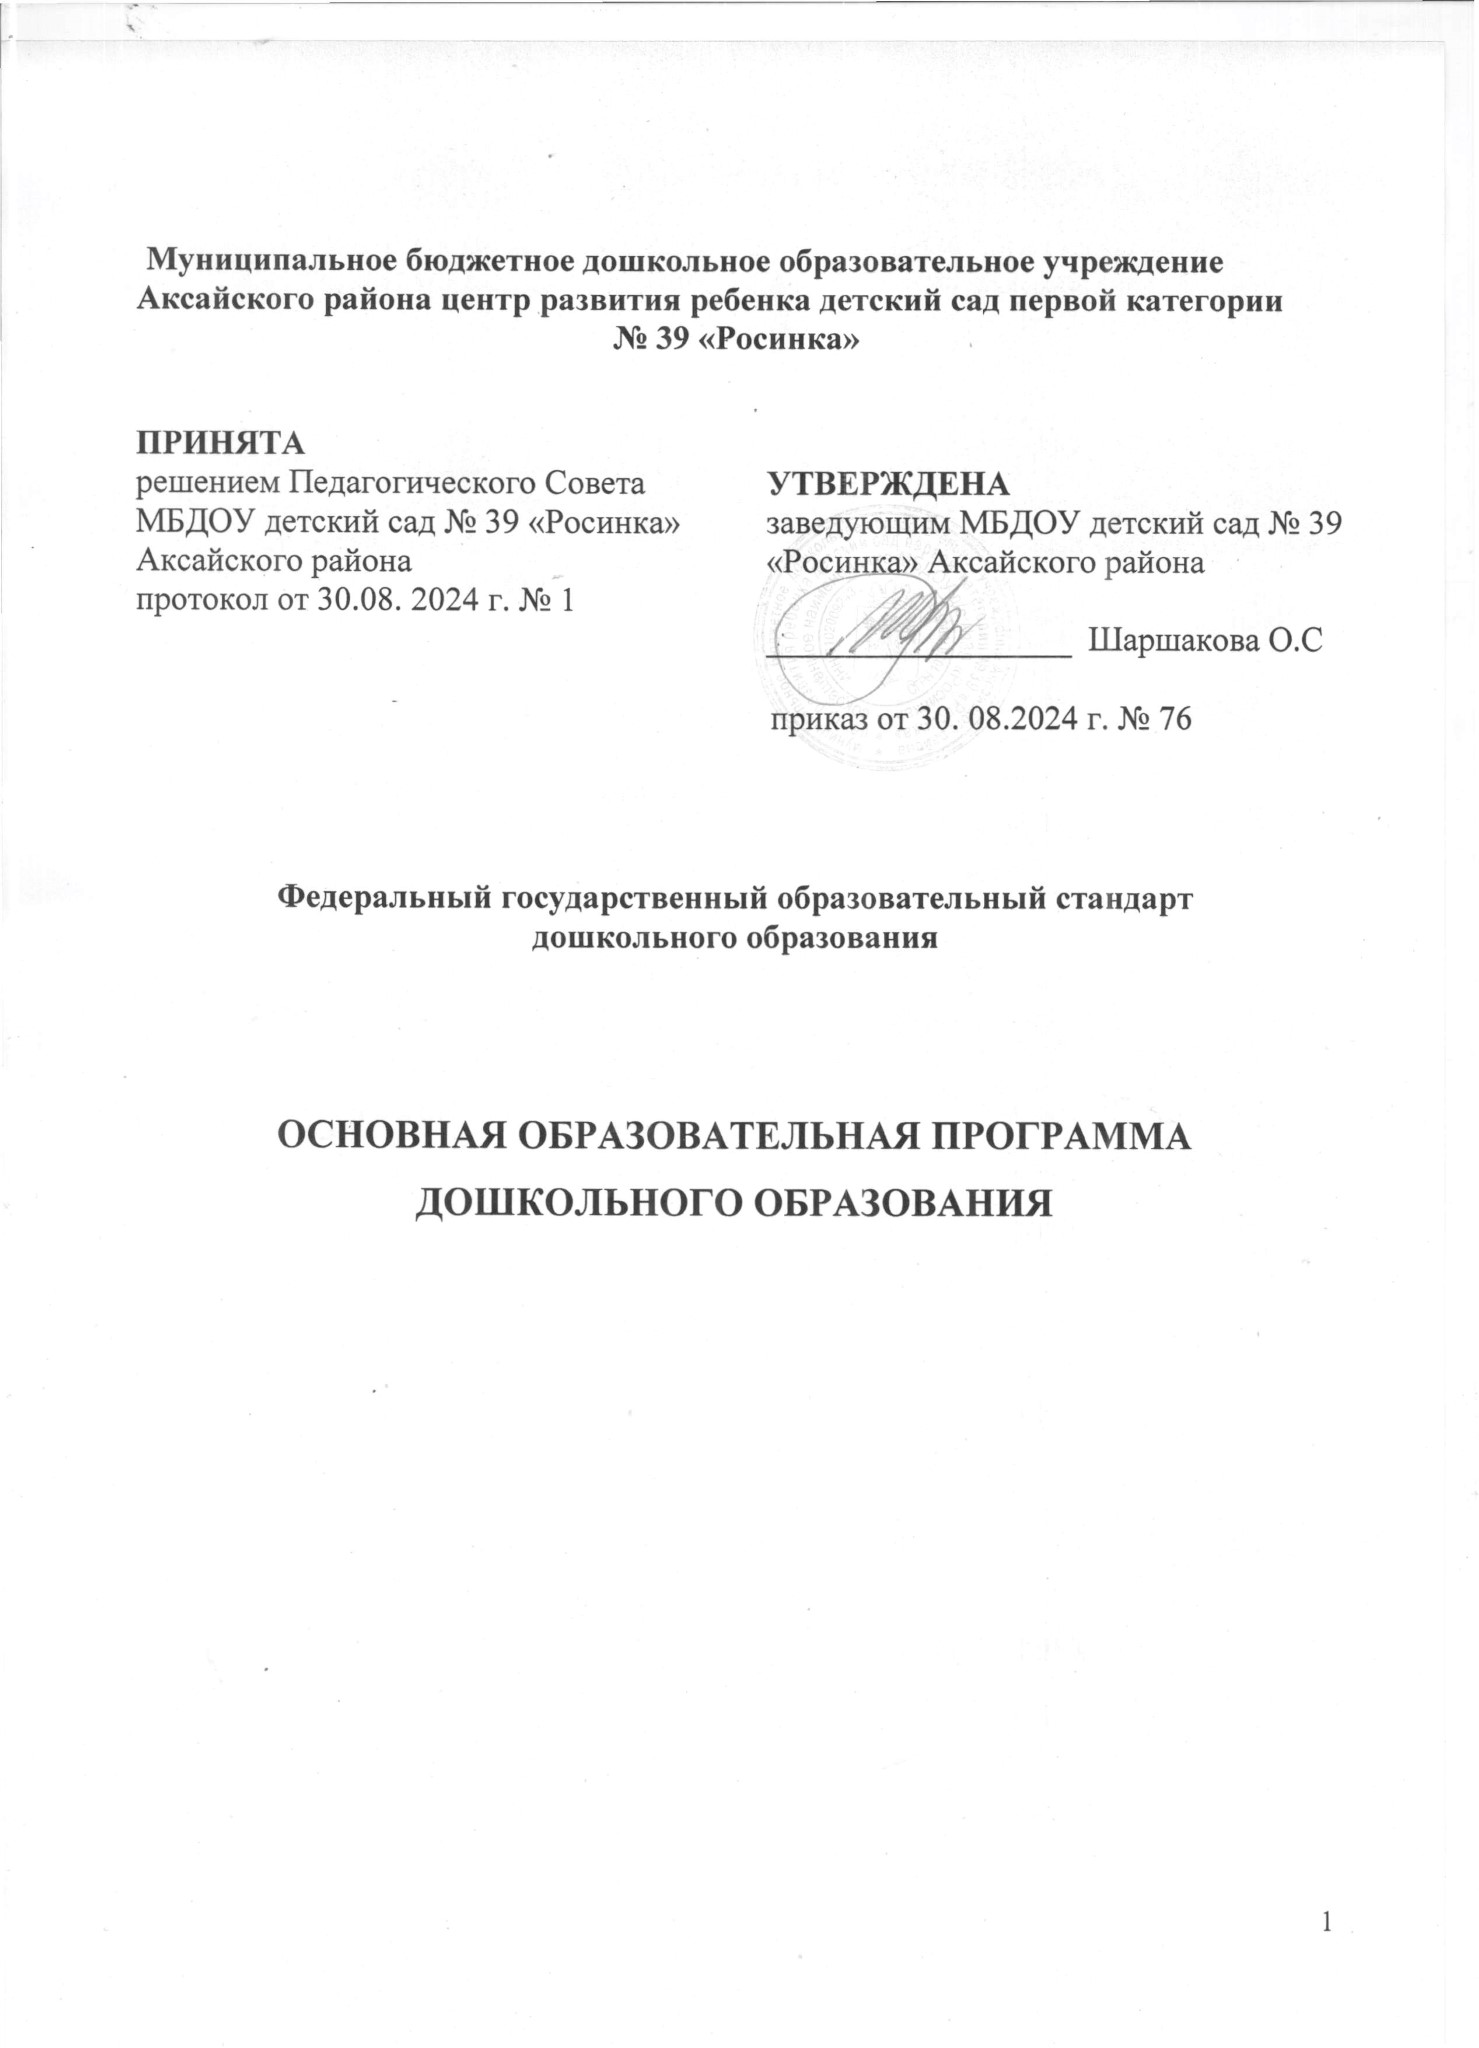 Муниципальное бюджетное дошкольное образовательное учреждение
Аксайского района центр развития ребенка детский сад первой категории
№ 39 «Росинка»
ПРИНЯТА
решением Педагогического Совета
МБДОУ детский сад № 39 «Росинка»
Аксайского района
протокол от 30.08. 2024 г. № 1
УТВЕРЖДЕНА
заведующим МБДОУ детский сад № 39
«Росинка» Аксайского района
Шаршакова О.С
приказ от 30. 08.2024 г. № 76
Федеральный государственный образовательный стандарт
дошкольного образования
ОСНОВНАЯ ОБРАЗОВАТЕЛЬНАЯ ПРОГРАММА
ДОШКОЛЬНОГО ОБРАЗОВАНИЯ
1